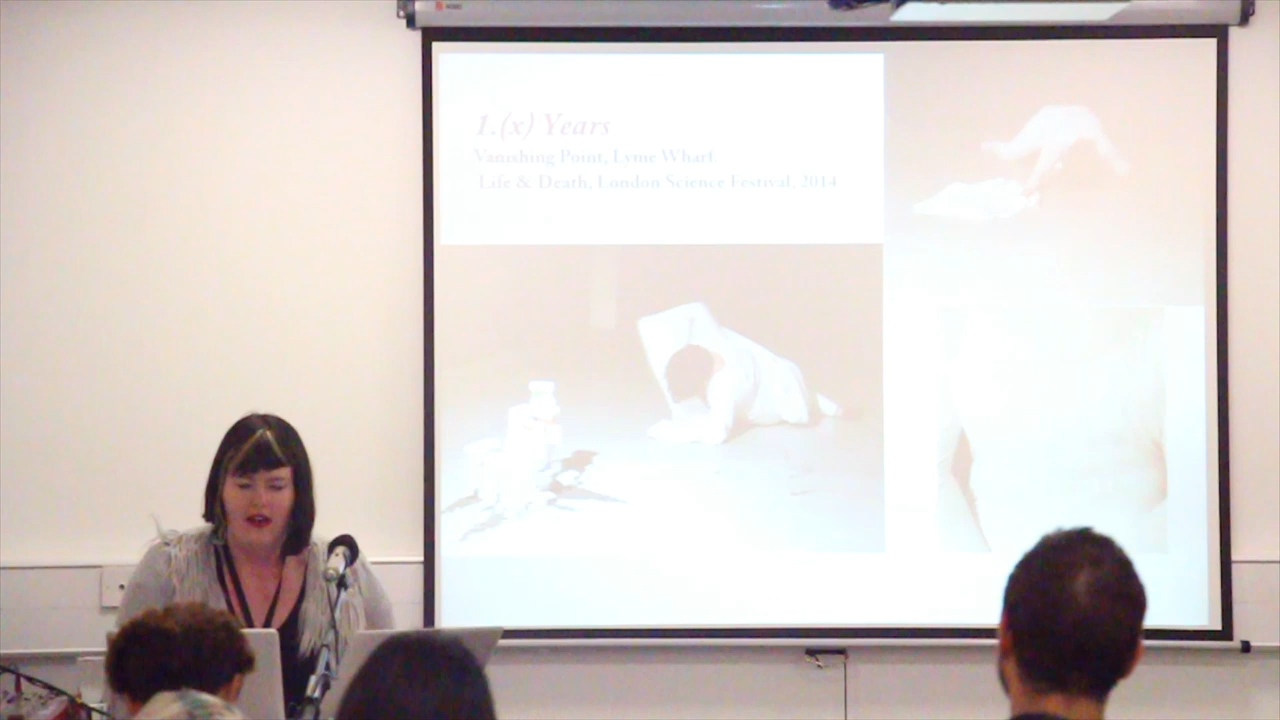 1.(x) Years
Vanishing Point, Lyme Wharf.
Life & Death, London Science Festival, 2014